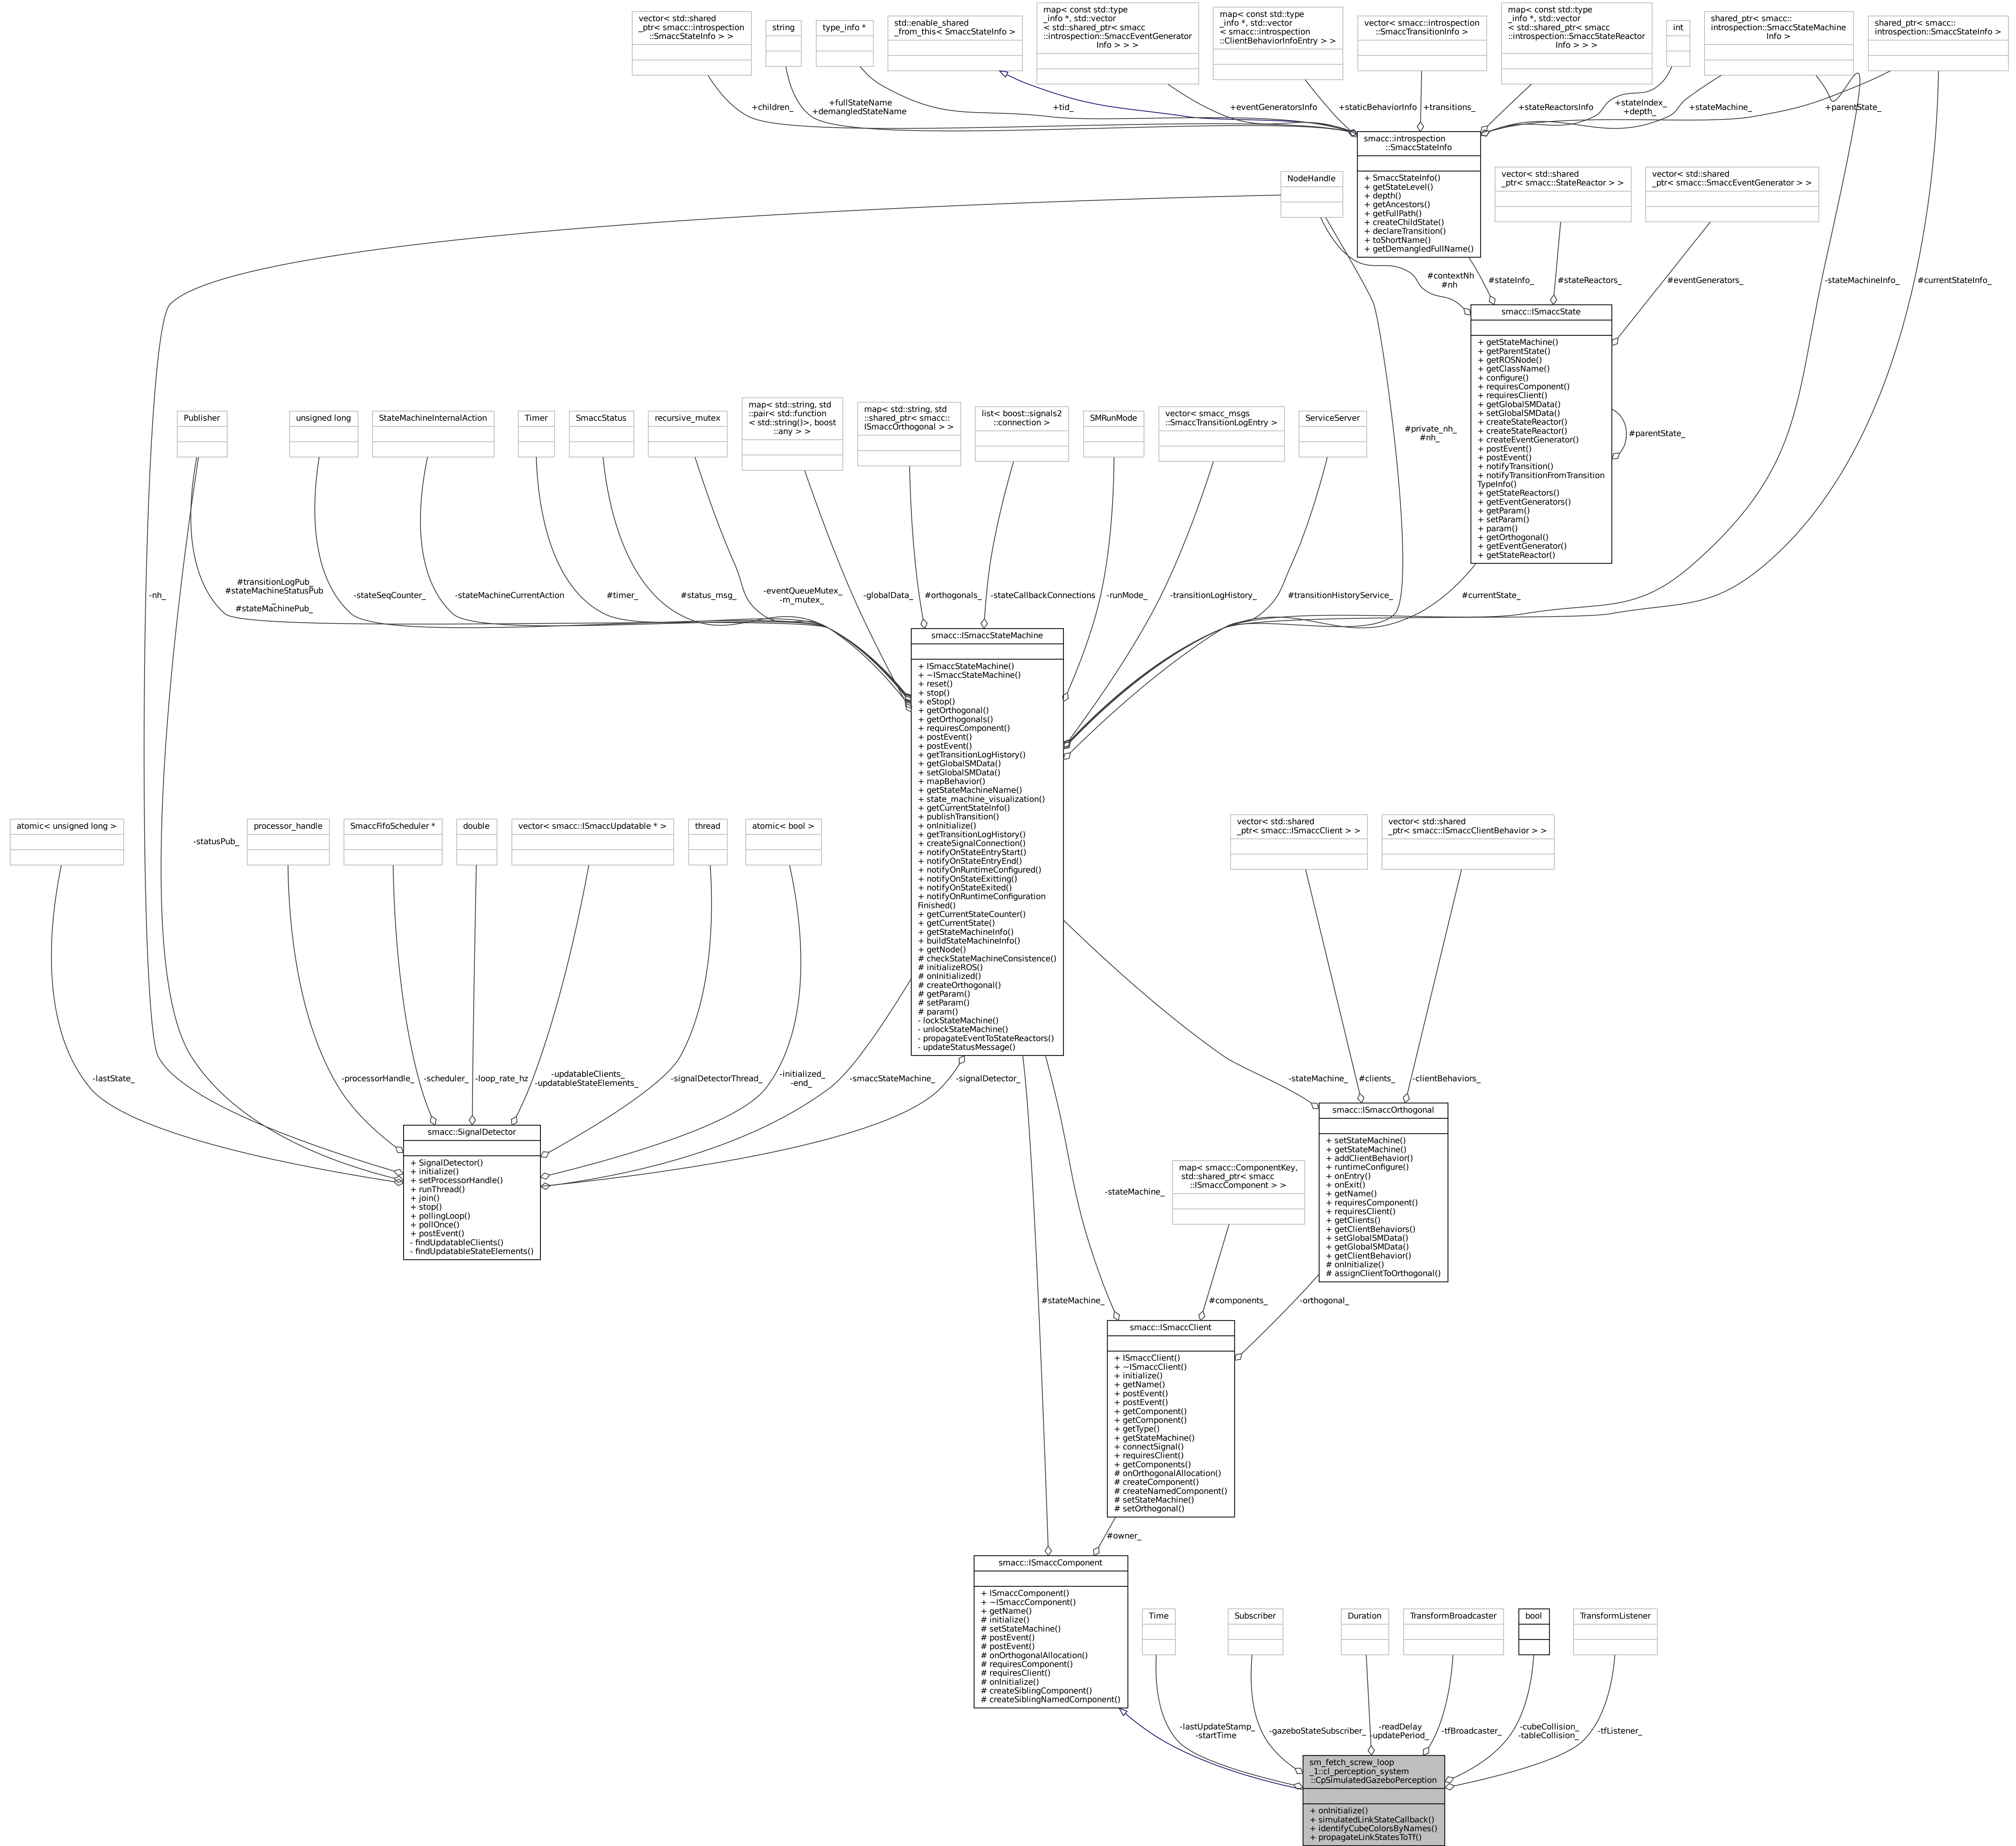 vector< std::shared
_ptr< smacc::introspection
::SmaccStateInfo > >
string
type_info *
std::enable_shared
_from_this< SmaccStateInfo >
map< const std::type
_info *, std::vector
< std::shared_ptr< smacc
::introspection::SmaccEventGenerator
Info > > >
map< const std::type
_info *, std::vector
< smacc::introspection
::ClientBehaviorInfoEntry > >
vector< smacc::introspection
::SmaccTransitionInfo >
map< const std::type
_info *, std::vector
< std::shared_ptr< smacc
::introspection::SmaccStateReactor
Info > > >
int
shared_ptr< smacc::
introspection::SmaccStateMachine
Info >
shared_ptr< smacc::
introspection::SmaccStateInfo >
+children_
+fullStateName
+demangledStateName
+tid_
+eventGeneratorsInfo
+staticBehaviorInfo
+transitions_
+stateReactorsInfo
+stateIndex_
+depth_
+stateMachine_
+parentState_
smacc::introspection
::SmaccStateInfo
+ SmaccStateInfo()
+ getStateLevel()
+ depth()
+ getAncestors()
+ getFullPath()
+ createChildState()
+ declareTransition()
+ toShortName()
+ getDemangledFullName()
NodeHandle
vector< std::shared
_ptr< smacc::StateReactor > >
vector< std::shared
_ptr< smacc::SmaccEventGenerator > >
#contextNh
#nh
#stateInfo_
#stateReactors_
#eventGenerators_
-stateMachineInfo_
#currentStateInfo_
smacc::ISmaccState
+ getStateMachine()
+ getParentState()
+ getROSNode()
+ getClassName()
+ configure()
+ requiresComponent()
+ requiresClient()
+ getGlobalSMData()
+ setGlobalSMData()
+ createStateReactor()
+ createStateReactor()
+ createEventGenerator()
+ postEvent()
+ postEvent()
+ notifyTransition()
+ notifyTransitionFromTransition
TypeInfo()
+ getStateReactors()
+ getEventGenerators()
+ getParam()
+ setParam()
+ param()
+ getOrthogonal()
+ getEventGenerator()
+ getStateReactor()
#parentState_
Publisher
unsigned long
StateMachineInternalAction
Timer
SmaccStatus
recursive_mutex
map< std::string, std
::pair< std::function
< std::string()>, boost
::any > >
map< std::string, std
::shared_ptr< smacc::
ISmaccOrthogonal > >
list< boost::signals2
::connection >
SMRunMode
vector< smacc_msgs
::SmaccTransitionLogEntry >
ServiceServer
#private_nh_
#nh_
-nh_
#transitionLogPub_
#stateMachineStatusPub
_
#stateMachinePub_
-stateSeqCounter_
-stateMachineCurrentAction
#timer_
#status_msg_
-eventQueueMutex_
-m_mutex_
-globalData_
#orthogonals_
-stateCallbackConnections
-runMode_
-transitionLogHistory_
#transitionHistoryService_
#currentState_
smacc::ISmaccStateMachine
+ ISmaccStateMachine()
+ ~ISmaccStateMachine()
+ reset()
+ stop()
+ eStop()
+ getOrthogonal()
+ getOrthogonals()
+ requiresComponent()
+ postEvent()
+ postEvent()
+ getTransitionLogHistory()
+ getGlobalSMData()
+ setGlobalSMData()
+ mapBehavior()
+ getStateMachineName()
+ state_machine_visualization()
+ getCurrentStateInfo()
+ publishTransition()
+ onInitialize()
+ getTransitionLogHistory()
+ createSignalConnection()
+ notifyOnStateEntryStart()
+ notifyOnStateEntryEnd()
+ notifyOnRuntimeConfigured()
+ notifyOnStateExitting()
+ notifyOnStateExited()
+ notifyOnRuntimeConfiguration
Finished()
+ getCurrentStateCounter()
+ getCurrentState()
+ getStateMachineInfo()
+ buildStateMachineInfo()
+ getNode()
# checkStateMachineConsistence()
# initializeROS()
# onInitialized()
# createOrthogonal()
# getParam()
# setParam()
# param()
- lockStateMachine()
- unlockStateMachine()
- propagateEventToStateReactors()
- updateStatusMessage()
atomic< unsigned long >
-statusPub_
processor_handle
SmaccFifoScheduler *
double
vector< smacc::ISmaccUpdatable * >
thread
atomic< bool >
vector< std::shared
_ptr< smacc::ISmaccClient > >
vector< std::shared
_ptr< smacc::ISmaccClientBehavior > >
-lastState_
-processorHandle_
-scheduler_
-loop_rate_hz
-updatableClients_
-updatableStateElements_
-signalDetectorThread_
-initialized_
-end_
-smaccStateMachine_
-signalDetector_
-stateMachine_
#clients_
-clientBehaviors_
smacc::SignalDetector
+ SignalDetector()
+ initialize()
+ setProcessorHandle()
+ runThread()
+ join()
+ stop()
+ pollingLoop()
+ pollOnce()
+ postEvent()
- findUpdatableClients()
- findUpdatableStateElements()
smacc::ISmaccOrthogonal
+ setStateMachine()
+ getStateMachine()
+ addClientBehavior()
+ runtimeConfigure()
+ onEntry()
+ onExit()
+ getName()
+ requiresComponent()
+ requiresClient()
+ getClients()
+ getClientBehaviors()
+ setGlobalSMData()
+ getGlobalSMData()
+ getClientBehavior()
# onInitialize()
# assignClientToOrthogonal()
map< smacc::ComponentKey,
std::shared_ptr< smacc
::ISmaccComponent > >
-stateMachine_
#stateMachine_
#components_
-orthogonal_
smacc::ISmaccClient
+ ISmaccClient()
+ ~ISmaccClient()
+ initialize()
+ getName()
+ postEvent()
+ postEvent()
+ getComponent()
+ getComponent()
+ getType()
+ getStateMachine()
+ connectSignal()
+ requiresClient()
+ getComponents()
# onOrthogonalAllocation()
# createComponent()
# createNamedComponent()
# setStateMachine()
# setOrthogonal()
#owner_
smacc::ISmaccComponent
+ ISmaccComponent()
+ ~ISmaccComponent()
+ getName()
# initialize()
# setStateMachine()
# postEvent()
# postEvent()
# onOrthogonalAllocation()
# requiresComponent()
# requiresClient()
# onInitialize()
# createSiblingComponent()
# createSiblingNamedComponent()
Time
Subscriber
Duration
TransformBroadcaster
bool
TransformListener
-lastUpdateStamp_
-startTime
-gazeboStateSubscriber_
-readDelay
-updatePeriod_
-tfBroadcaster_
-cubeCollision_
-tableCollision_
-tfListener_
sm_fetch_screw_loop
_1::cl_perception_system
::CpSimulatedGazeboPerception
+ onInitialize()
+ simulatedLinkStateCallback()
+ identifyCubeColorsByNames()
+ propagateLinkStatesToTf()